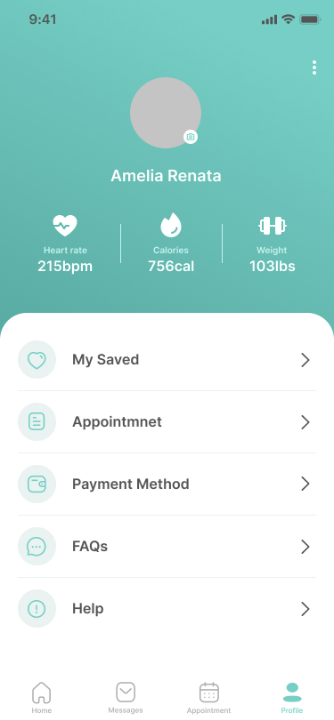 9:41
Amelia Renata
Heart rate
215bpm
Calories
756cal
Weight
103lbs
My Saved
Appointmnet
Payment Method
FAQs
Help
Home
Messages
Appointment
Profile